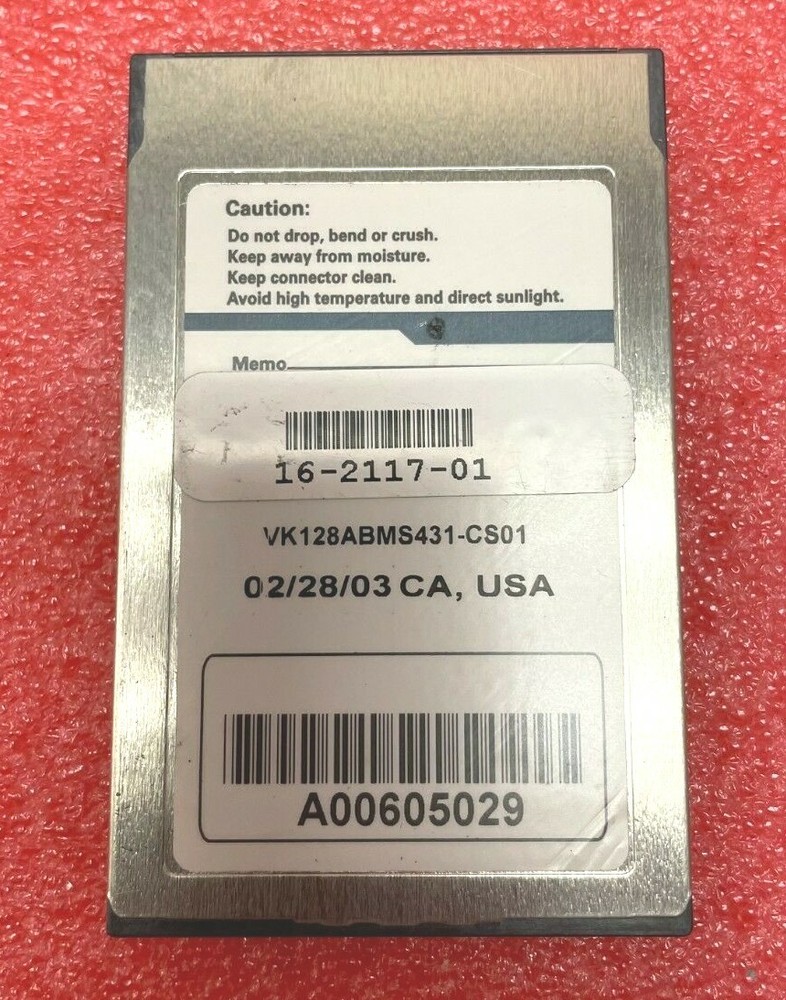 Caution:
Do not drop, bend or crush.
Keep away from moisture.
Keep connector clean.
Avoid high temperature and direct sunlight.
Memo
16-2117-01
VK128ABMS431-CS01
02/28/03 CA, USA
A00605029